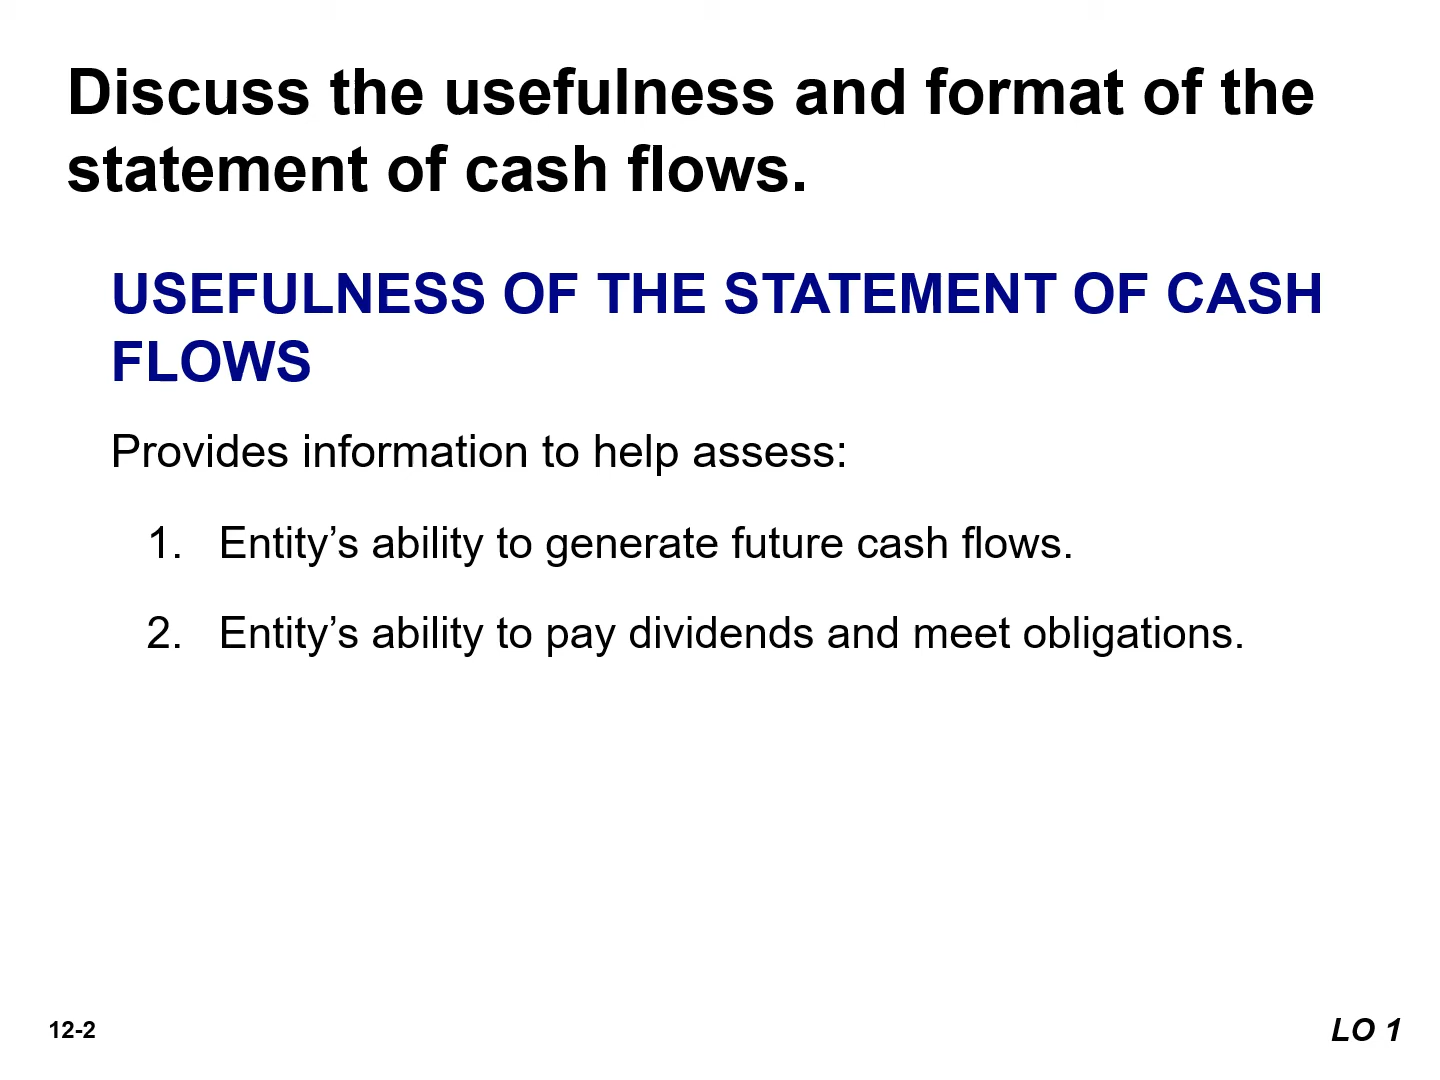 Discuss the usefulness and format of the
statement of cash flows.
USEFULNESS OF THE STATEMENT OF CASH
FLOWS
Provides information to help assess:
1. Entity’s ability to generate future cash flows.
2. Entity’s ability to pay dividends and meet obligations.
12-2
LO 1